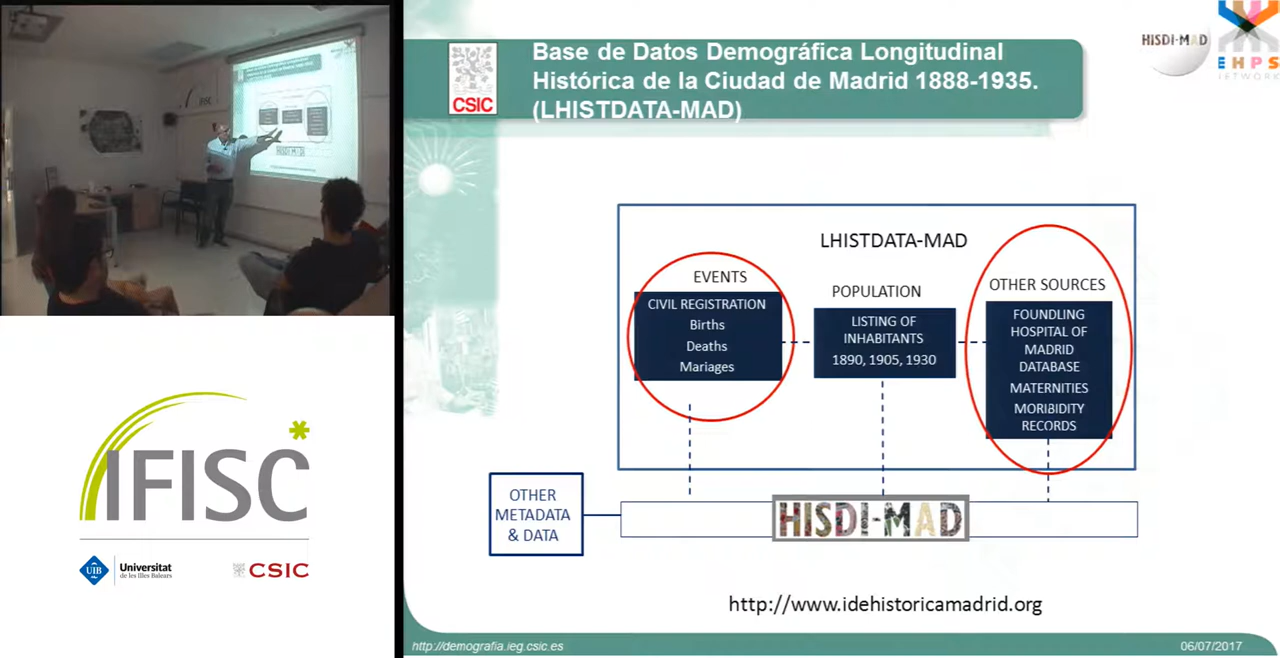 Base de Datos Demográfica Longitudinal
Histórica de la Ciudad de Madrid 1888-1935.
(LHISTDATA-MAD)
CSIC
HISDI-MAD
EHPS
NETWORK
LHISTDATA-MAD
EVENTS
CIVIL REGISTRATION
Births
Deaths
Mariages
POPULATION
LISTING OF
INHABITANTS
1890, 1905, 1930
OTHER SOURCES
FOUNDLING
HOSPITAL OF
MADRID
DATABASE
MATERNITIES
MORIBIDITY
RECORDS
OTHER
METADATA
& DATA
HISDI-MAD
http://www.idehistoricamadrid.org
http://demografia.ieg.csic.es
06/07/2017
IFISC
UIB
Universitat
de les Illes Balears
CSIC